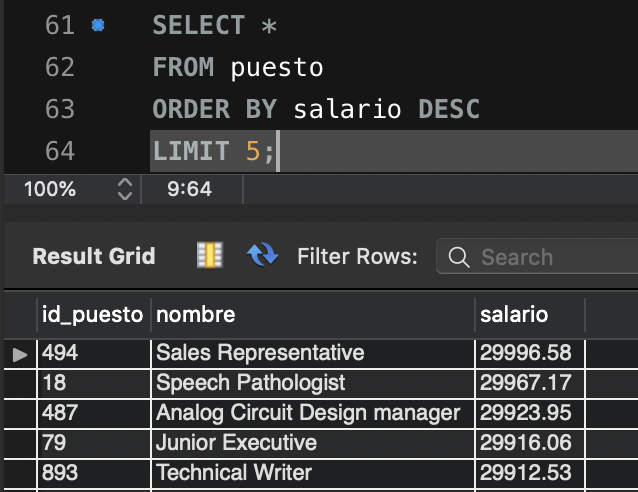 61 SELECT *
62 FROM puesto
63 ORDER BY salario DESC
64 LIMIT 5;
100% 9:64
Result Grid Filter Rows: Search
id_puesto nombre salario
494 Sales Representative 29996.58
18 Speech Pathologist 29967.17
487 Analog Circuit Design manager 29923.95
79 Junior Executive 29916.06
893 Technical Writer 29912.53